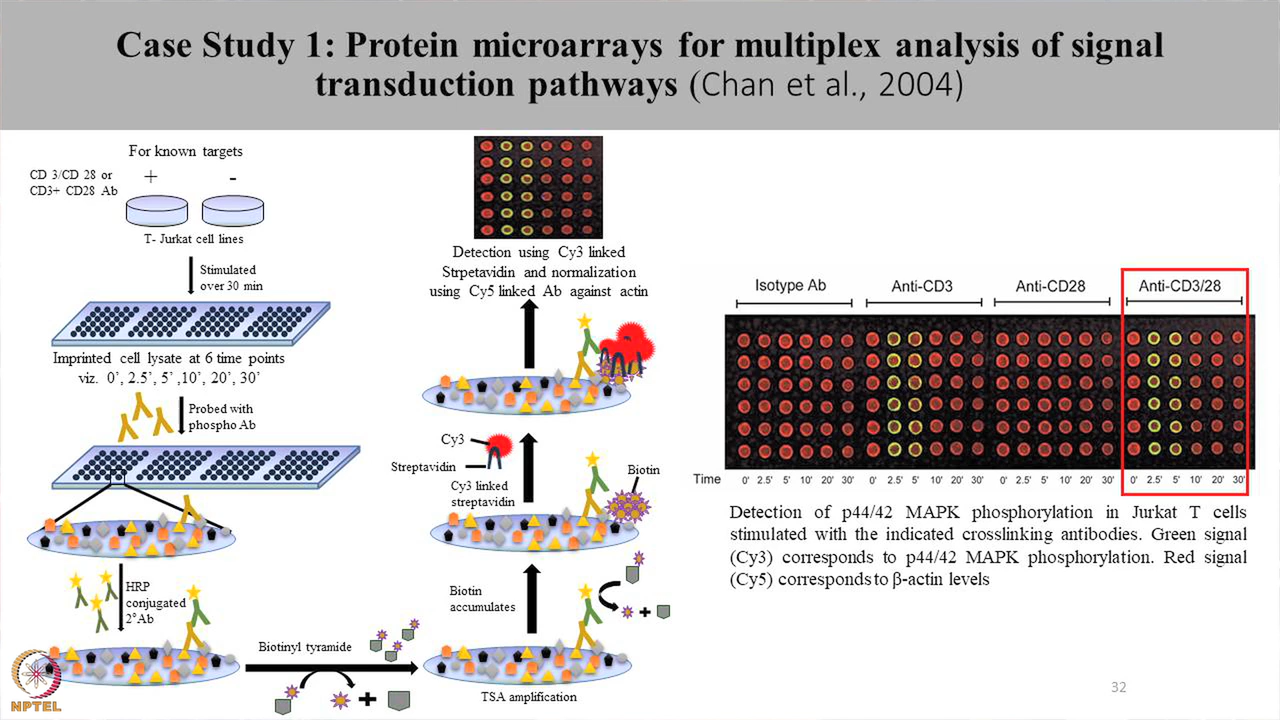 Case Study 1: Protein microarrays for multiplex analysis of signal
transduction pathways (Chan et al., 2004)
For known targets
CD 3/CD 28 or
CD3+ CD28 Ab
+
-
T- Jurkat cell lines
Stimulated
over 30 min
Imprinted cell lysate at 6 time points
viz. 0’, 2.5’, 5’ ,10’, 20’, 30’
Probed with
phospho Ab
HRP
conjugated
2°Ab
Biotinyl tyramide
+
TSA amplification
+
Biotin
accumulates
Biotin
Cy3
Streptavidin
Cy3 linked
streptavidin
Detection using Cy3 linked
Strpetavidin and normalization
using Cy5 linked Ab against actin
Isotype Ab
Anti-CD3
Anti-CD28
Anti-CD3/28
Time
0' 2.5' 5' 10' 20' 30'
0' 2.5' 5' 10' 20' 30'
0' 2.5' 5' 10' 20' 30'
0' 2.5' 5' 10' 20' 30'
Detection of p44/42 MAPK phosphorylation in Jurkat T cells
stimulated with the indicated crosslinking antibodies. Green signal
(Cy3) corresponds to p44/42 MAPK phosphorylation. Red signal
(Cy5) corresponds to β-actin levels
NPTEL
32